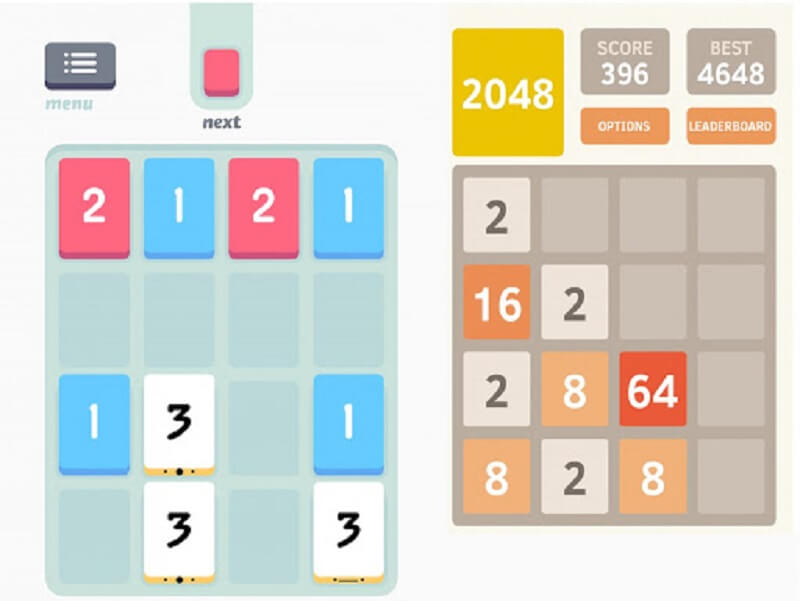 menu
next
2 1 2 1
1 3 1
3 3
2048
SCORE
396
BEST
4648
OPTIONS
LEADERBOARD
2
16 2
2 8 64
8 2 8